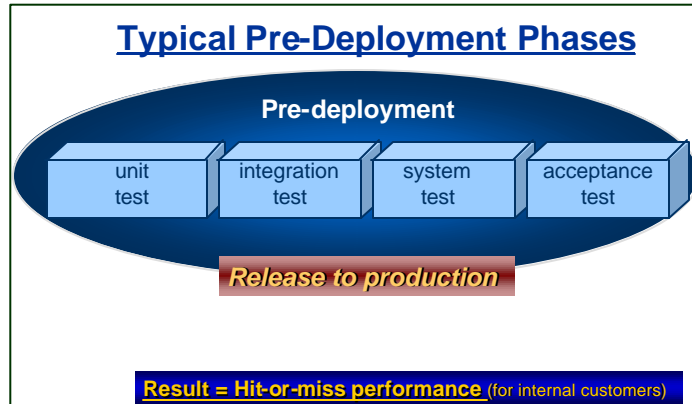 Typical Pre-Deployment Phases
Pre-deployment
unit
test
integration
test
system
test
acceptance
test
Release to production
Result = Hit-or-miss performance (for internal customers)